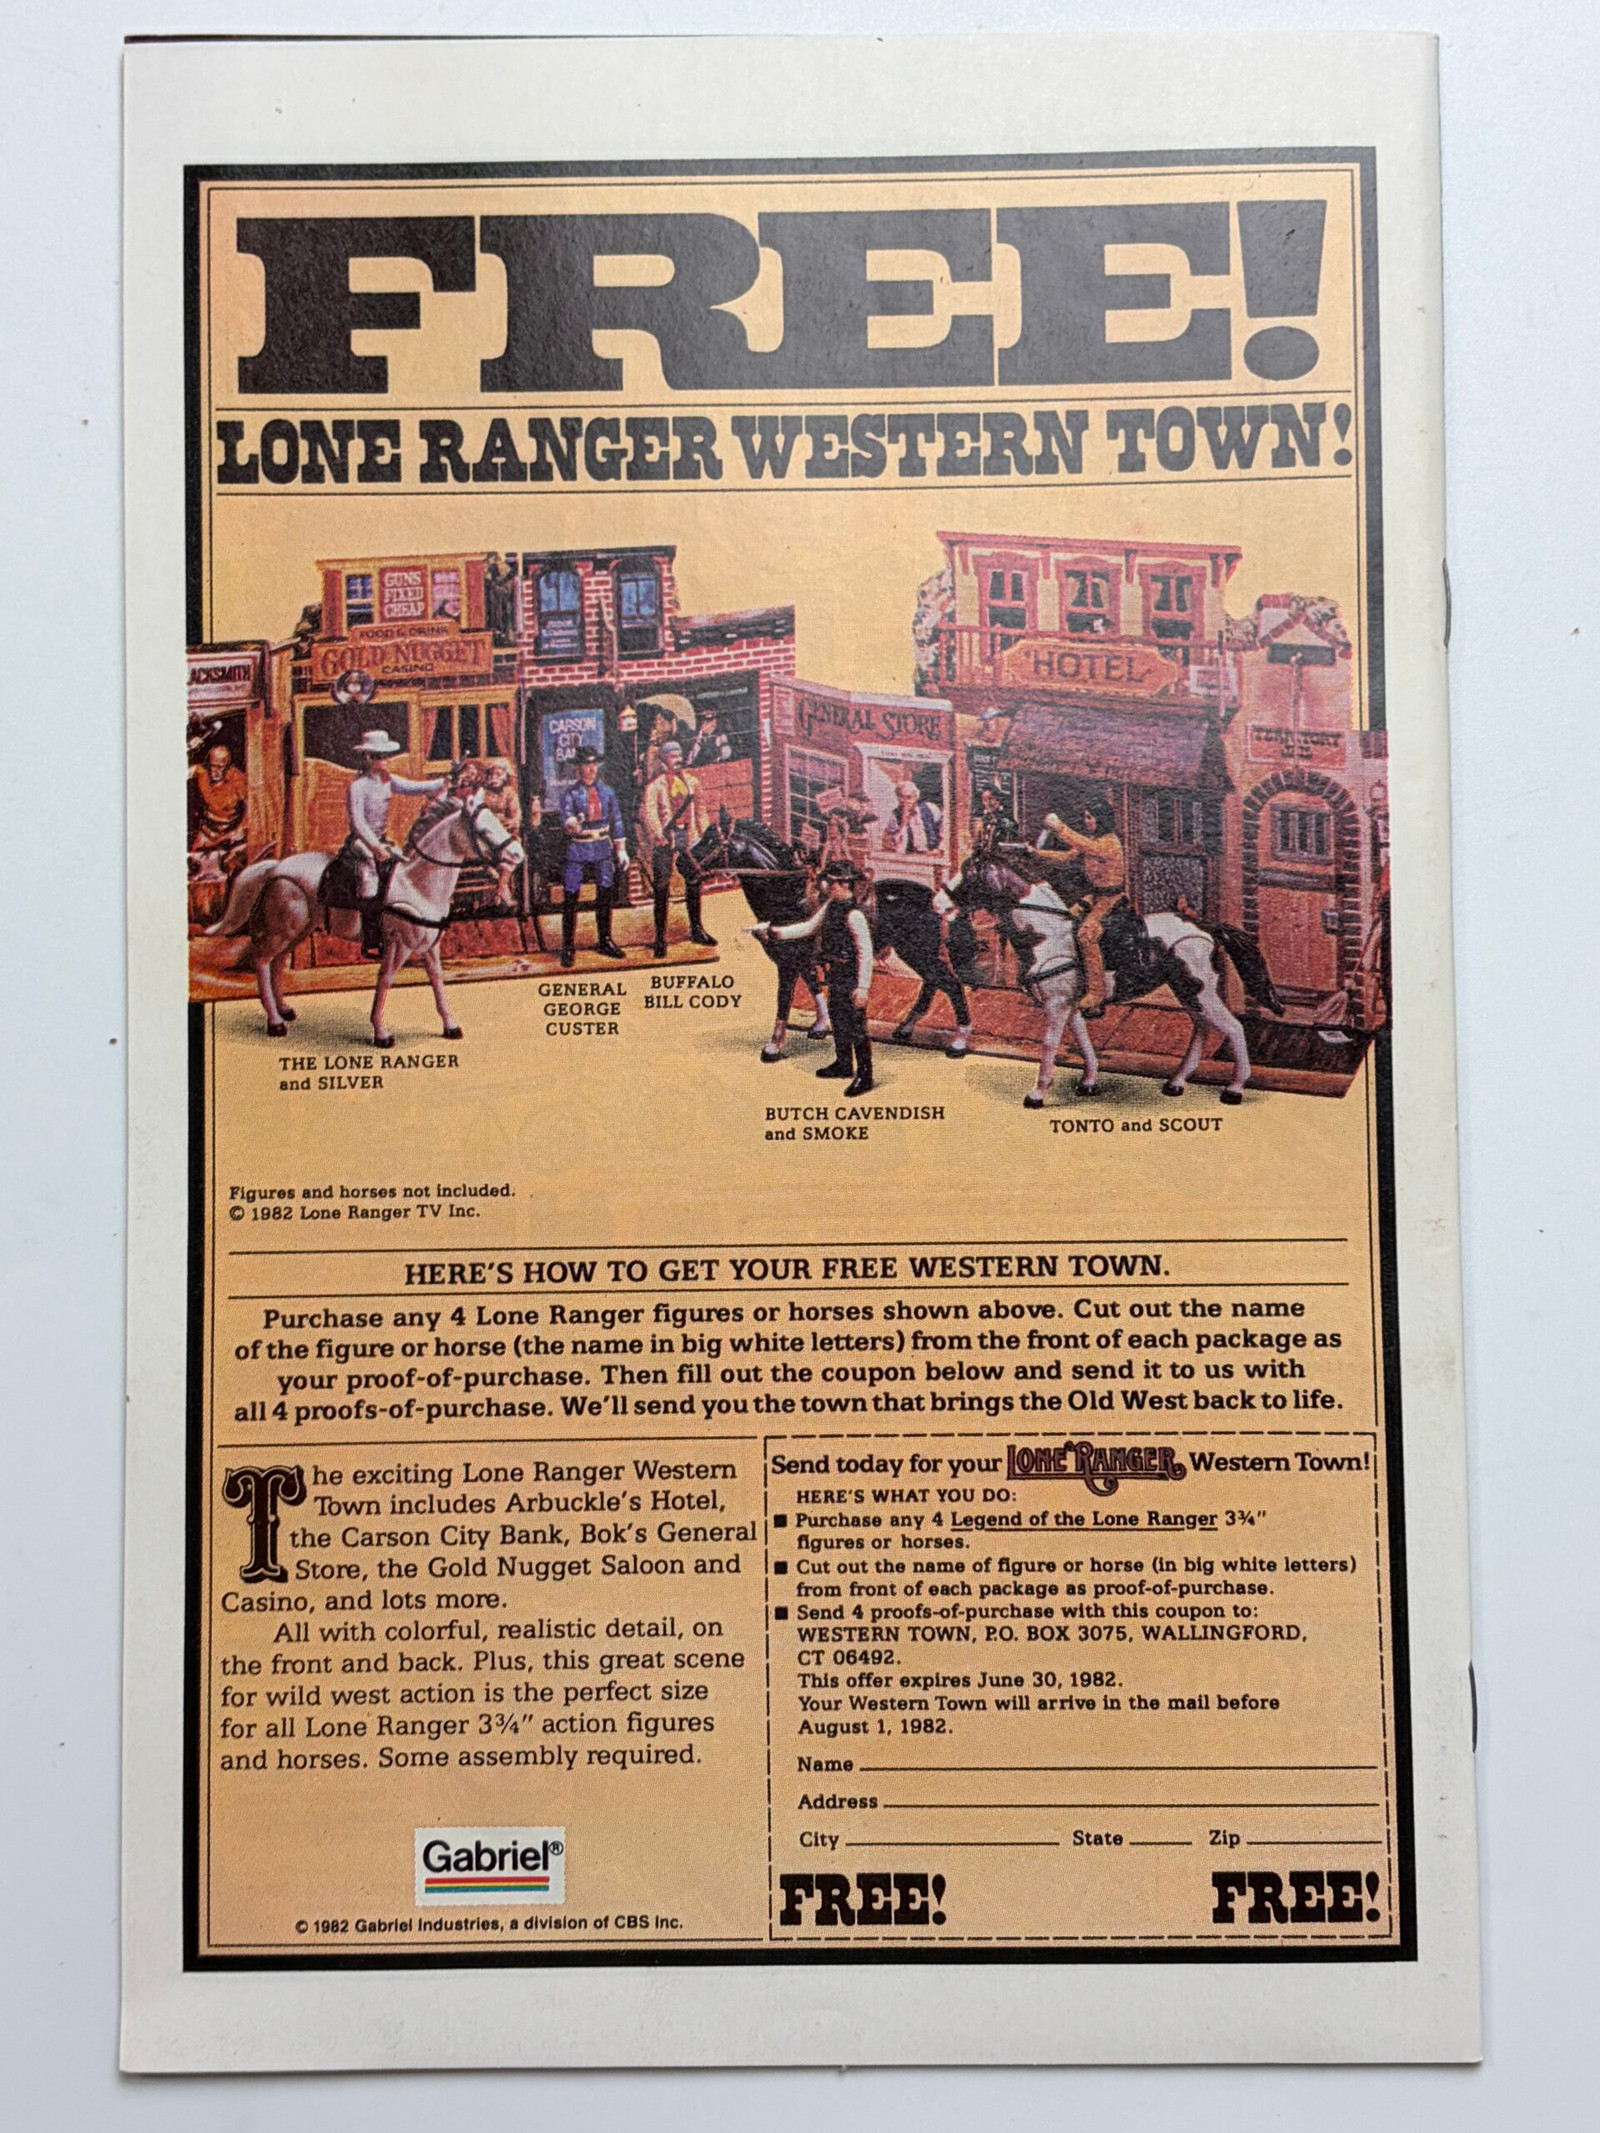 FREE!
LONE RANGER WESTERN TOWN!
GUNS
FIXED
CHEAP
FOOD & DRINK
GOLD NUGGET
CASINO
ACKSMITH
CARSON
CITY
BA
GENERAL STORE
HOTEL
TERRITORY
GENERAL
GEORGE
CUSTER
BUFFALO
BILL CODY
THE LONE RANGER
and SILVER
BUTCH CAVENDISH
and SMOKE
TONTO and SCOUT
Figures and horses not included.
© 1982 Lone Ranger TV Inc.
HERE'S HOW TO GET YOUR FREE WESTERN TOWN.
Purchase any 4 Lone Ranger figures or horses shown above. Cut out the name
of the figure or horse (the name in big white letters) from the front of each package as
your proof-of-purchase. Then fill out the coupon below and send it to us with
all 4 proofs-of-purchase. We'll send you the town that brings the Old West back to life.
The exciting Lone Ranger Western
Town includes Arbuckle's Hotel,
the Carson City Bank, Bok's General
Store, the Gold Nugget Saloon and
Casino, and lots more.
All with colorful, realistic detail, on
the front and back. Plus, this great scene
for wild west action is the perfect size
for all Lone Ranger 3¾" action figures
and horses. Some assembly required.
Gabriel®
© 1982 Gabriel Industries, a division of CBS Inc.
Send today for your LONE RANGER Western Town!
HERE'S WHAT YOU DO:
■ Purchase any 4 Legend of the Lone Ranger 3¾"
figures or horses.
■ Cut out the name of figure or horse (in big white letters)
from front of each package as proof-of-purchase.
■ Send 4 proofs-of-purchase with this coupon to:
WESTERN TOWN, P.O. BOX 3075, WALLINGFORD,
CT 06492.
This offer expires June 30, 1982.
Your Western Town will arrive in the mail before
August 1, 1982.
Name
Address
City State Zip
FREE! FREE!